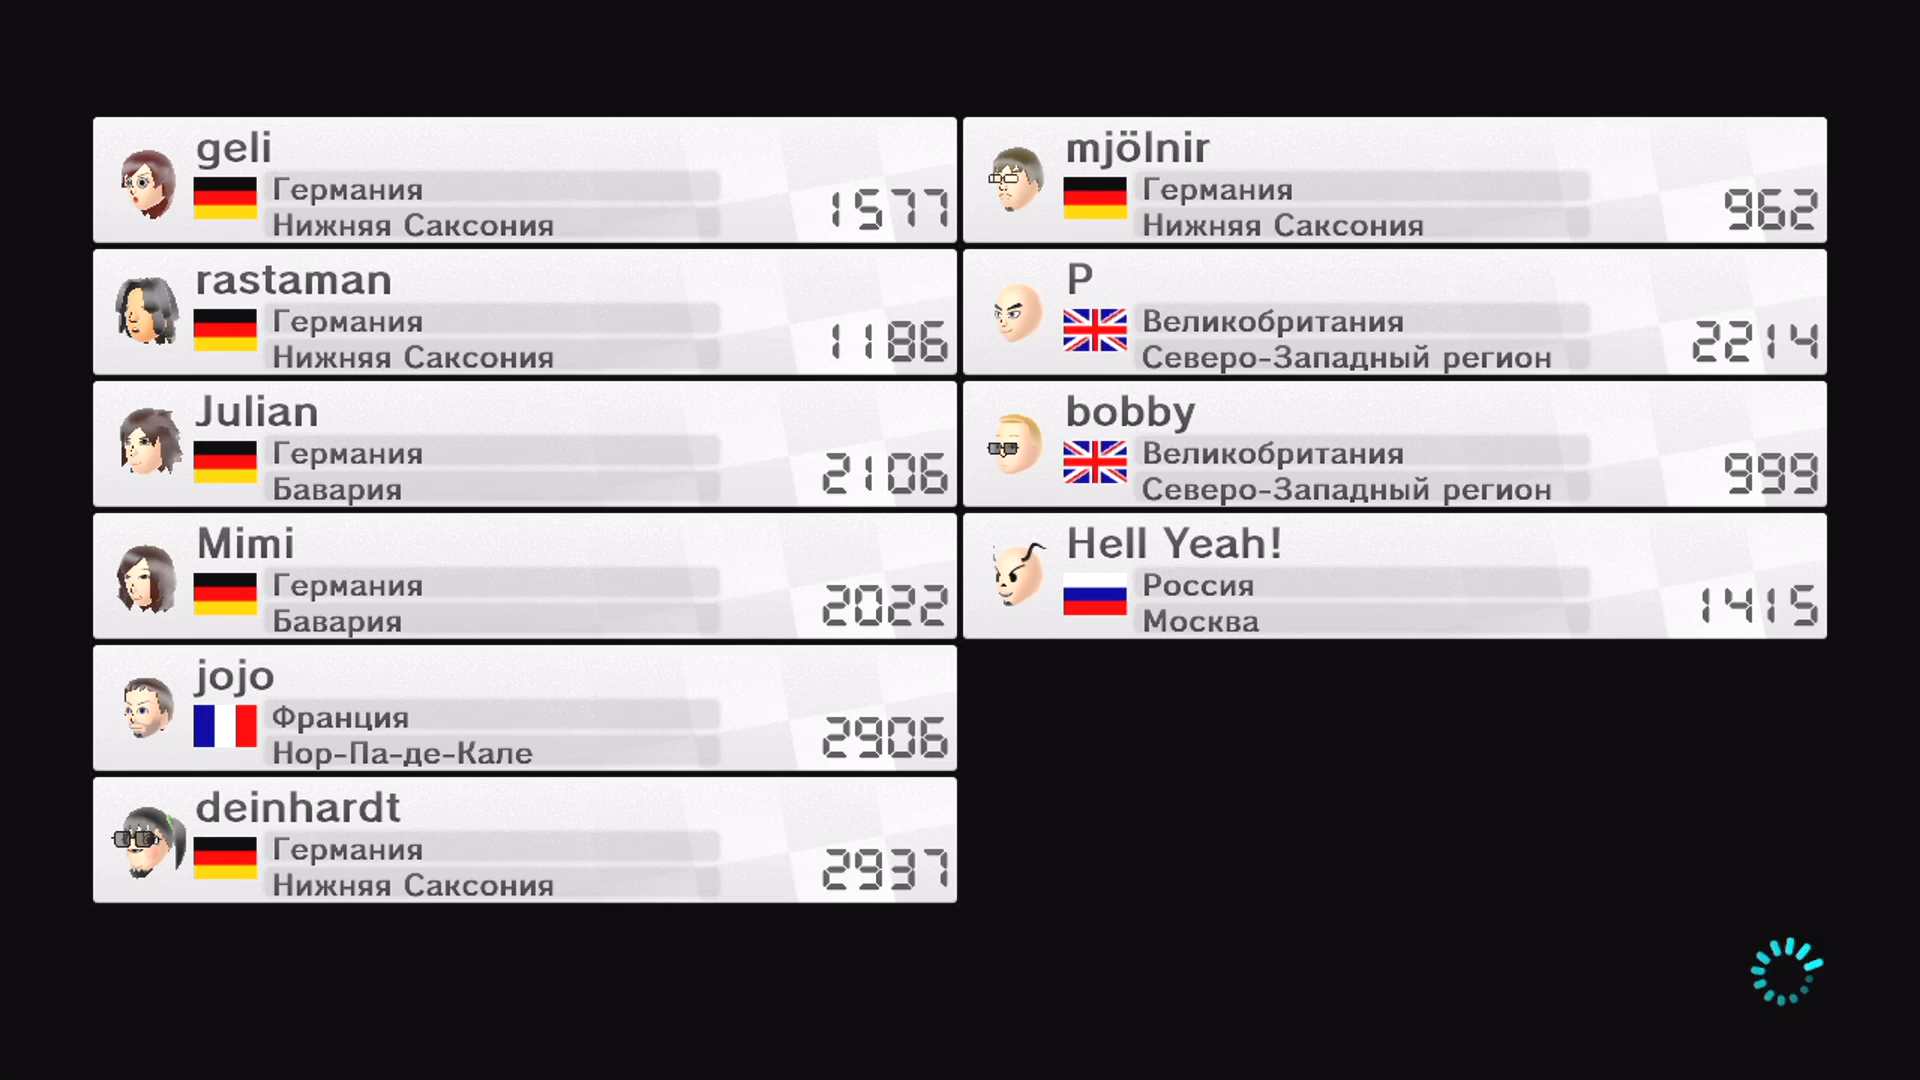 geli
Германия
Нижняя Саксония
1577
rastaman
Германия
Нижняя Саксония
1186
Julian
Германия
Бавария
2106
Mimi
Германия
Бавария
2022
jojo
Франция
Нор-Па-де-Кале
2906
deinhardt
Германия
Нижняя Саксония
2937
mjölnir
Германия
Нижняя Саксония
962
P
Великобритания
Северо-Западный регион
2214
bobby
Великобритания
Северо-Западный регион
999
Hell Yeah!
Россия
Москва
1415